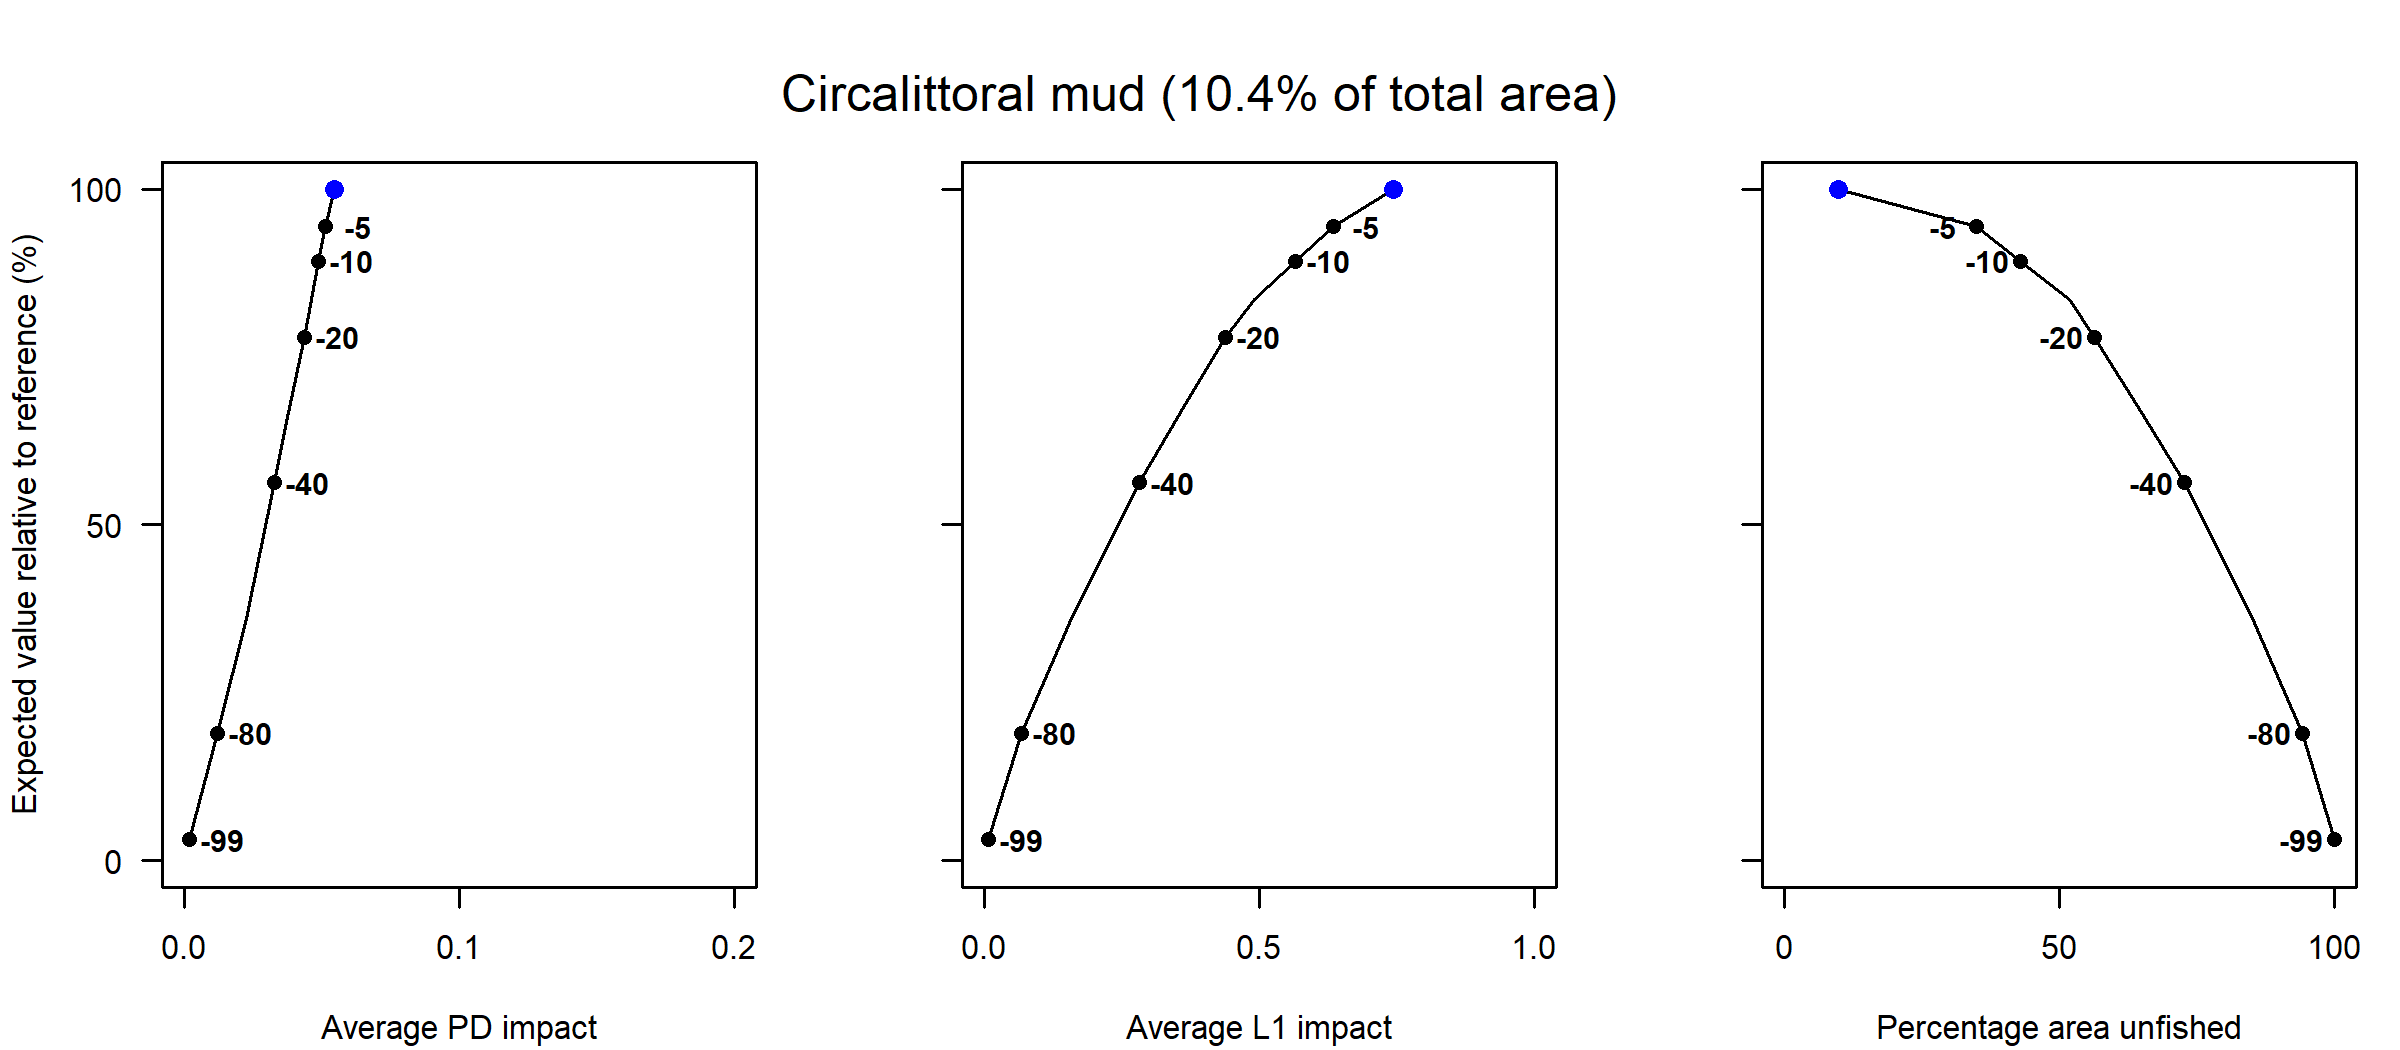 Circalittoral mud (10.4% of total area)
Expected value relative to reference (%)
100
50
0
-5
-10
-20
-40
-80
-99
0.0 0.1 0.2
Average PD impact
-5
-10
-20
-40
-80
-99
0.0 0.5 1.0
Average L1 impact
-5
-10
-20
-40
-80
-99
0 50 100
Percentage area unfished